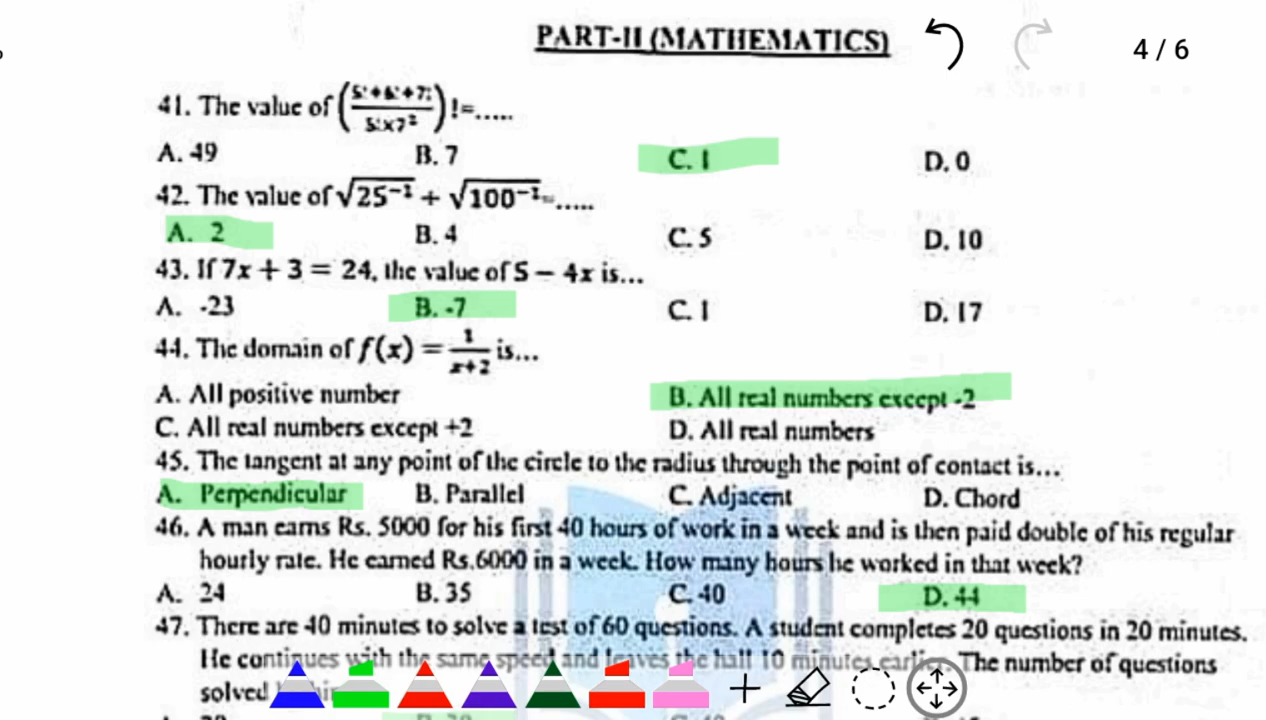 PART-II (MATHEMATICS)
4 / 6
41. The value of (5!+6!+7! / 5!×7²)!=.....
A. 49 B. 7 C. 1 D. 0
42. The value of √25⁻¹ + √100⁻¹=.....
A. 2 B. 4 C. 5 D. 10
43. If 7x + 3 = 24, the value of 5 − 4x is...
A. -23 B. -7 C. 1 D. 17
44. The domain of f(x) = 1/x+2 is...
A. All positive number B. All real numbers except -2
C. All real numbers except +2 D. All real numbers
45. The tangent at any point of the circle to the radius through the point of contact is...
A. Perpendicular B. Parallel C. Adjacent D. Chord
46. A man earns Rs. 5000 for his first 40 hours of work in a week and is then paid double of his regular
hourly rate. He earned Rs.6000 in a week. How many hours he worked in that week?
A. 24 B. 35 C. 40 D. 44
47. There are 40 minutes to solve a test of 60 questions. A student completes 20 questions in 20 minutes.
He continues with the same speed and leaves the hall 10 minutes earlier. The number of questions
solved